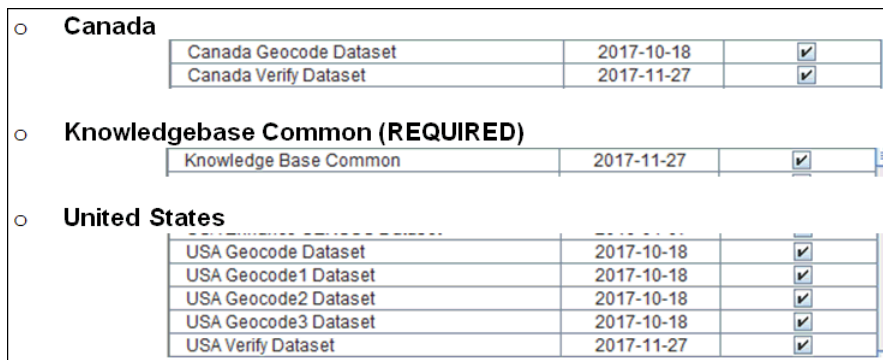 o Canada
Canada Geocode Dataset 2017-10-18
Canada Verify Dataset 2017-11-27
o Knowledgebase Common (REQUIRED)
Knowledge Base Common 2017-11-27
o United States
USA Geocode Dataset 2017-10-18
USA Geocode1 Dataset 2017-10-18
USA Geocode2 Dataset 2017-10-18
USA Geocode3 Dataset 2017-10-18
USA Verify Dataset 2017-11-27